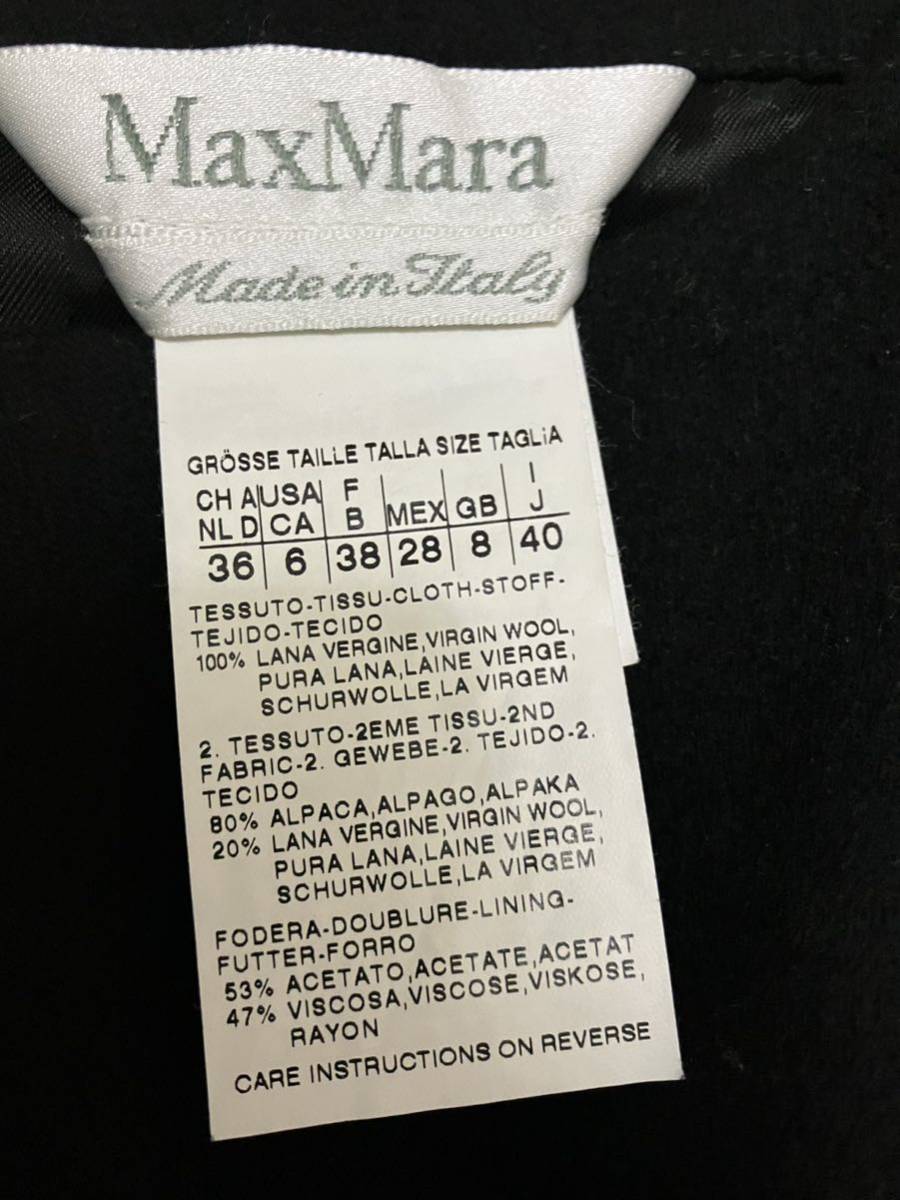 MaxMara
Made in Italy
GRÖSSE TAILLE TALLA SIZE TAGLiA
CH A USA F MEX GB I
NL D CA B J
36 6 38 28 8 40
TESSUTO-TISSU-CLOTH-STOFF-
TEJIDO-TECIDO
100% LANA VERGINE,VIRGIN WOOL,
PURA LANA,LAINE VIERGE,
SCHURWOLLE,LA VIRGEM
2. TESSUTO-2EME TISSU-2ND
FABRIC-2. GEWEBE-2. TEJIDO-2.
TECIDO
80% ALPACA,ALPAGO,ALPAKA
20% LANA VERGINE,VIRGIN WOOL,
PURA LANA,LAINE VIERGE,
SCHURWOLLE,LA VIRGEM
FODERA-DOUBLURE-LINING-
FUTTER-FORRO
53% ACETATO,ACETATE,ACETAT
47% VISCOSA,VISCOSE,VISKOSE,
RAYON
CARE INSTRUCTIONS ON REVERSE